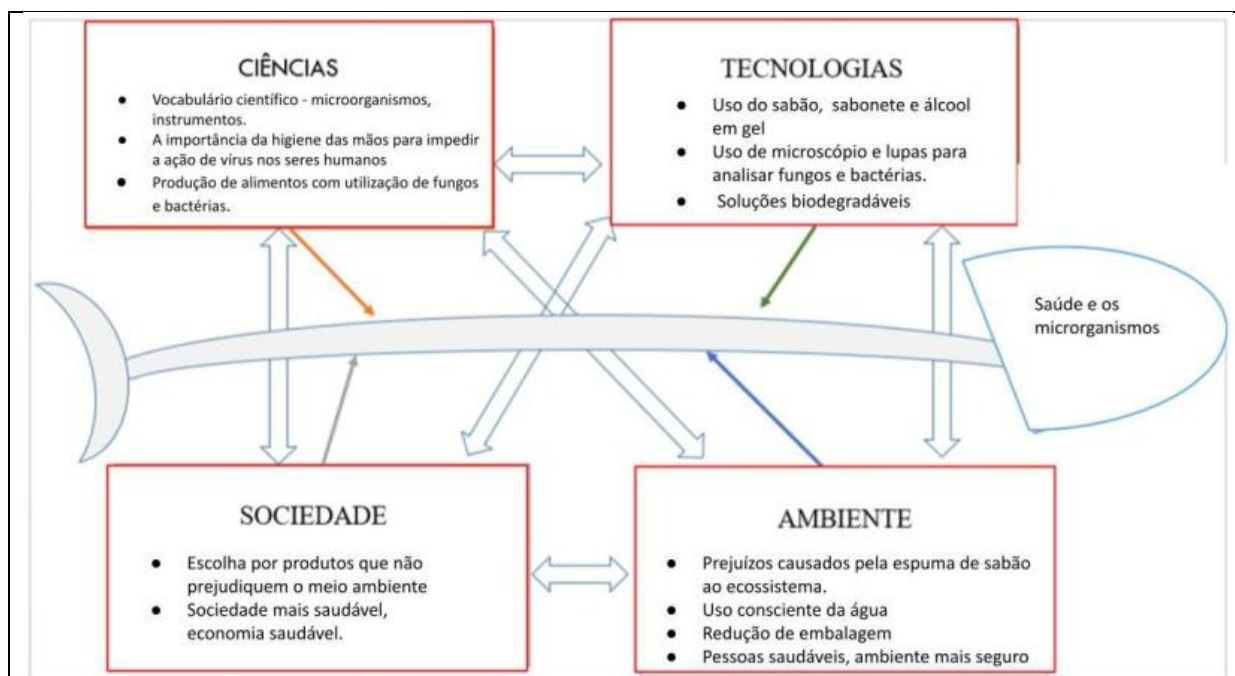 CIÊNCIAS
● Vocabulário científico - microorganismos,
instrumentos.
● A importância da higiene das mãos para impedir
a ação de vírus nos seres humanos
● Produção de alimentos com utilização de fungos
e bactérias.
TECNOLOGIAS
● Uso do sabão, sabonete e álcool
em gel
● Uso de microscópio e lupas para
analisar fungos e bactérias.
● Soluções biodegradáveis
Saúde e os
microrganismos
SOCIEDADE
● Escolha por produtos que não
prejudiquem o meio ambiente
● Sociedade mais saudável,
economia saudável.
AMBIENTE
● Prejuízos causados pela espuma de sabão
ao ecossistema.
● Uso consciente da água
● Redução de embalagem
● Pessoas saudáveis, ambiente mais seguro